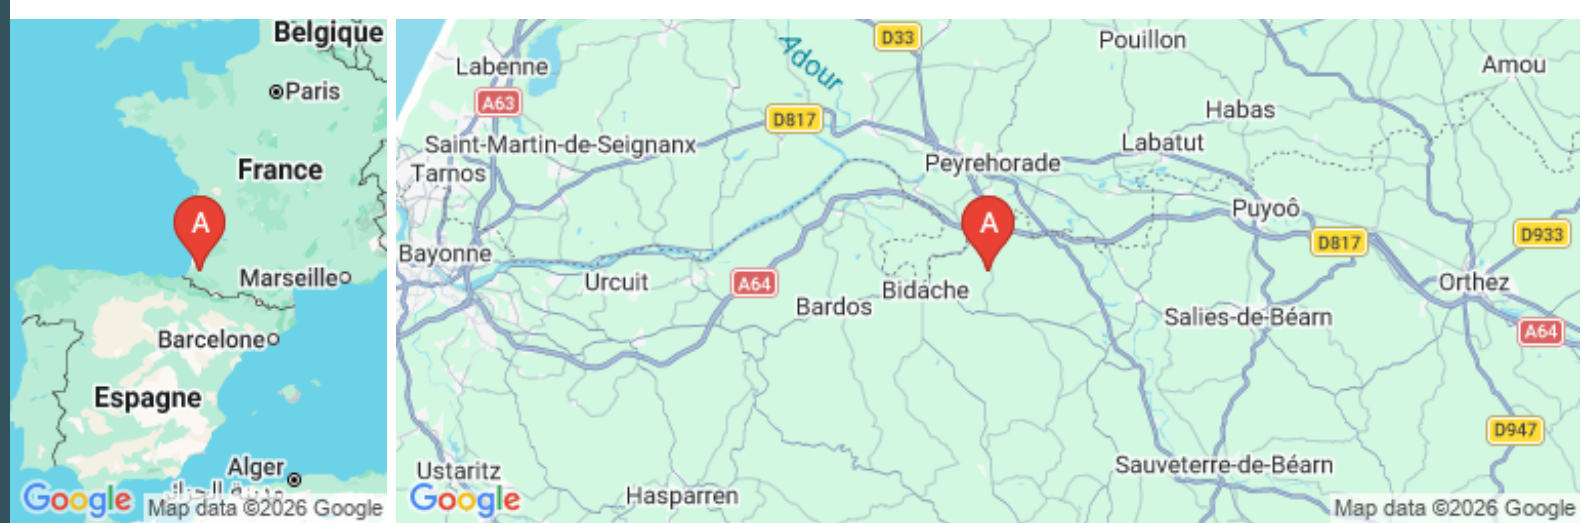 Belgique
Paris
France
A
Marseille
Barcelone
Espagne
Alger
مدينة الجزائر
Google
Map data ©2026 Google
D33
Adour
Pouillon
Labenne
Amou
A63
Habas
D817
Saint-Martin-de-Seignanx
Labatut
Tarnos
Peyrehorade
Puyoô
A
D933
Bayonne
D817
Urcuit
A64
Bidache
Orthez
Bardos
Salies-de-Béarn
A64
D947
Ustaritz
Sauveterre-de-Béarn
Hasparren
Google
Map data ©2026 Google